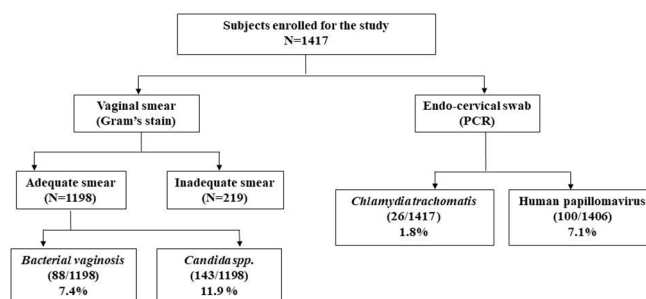 Subjects enrolled for the study
N=1417
Vaginal smear
(Gram's stain)
Endo-cervical swab
(PCR)
Adequate smear
(N=1198)
Inadequate smear
(N=219)
Chlamydia trachomatis
(26/1417)
1.8%
Human papillomavirus
(100/1406)
7.1%
Bacterial vaginosis
(88/1198)
7.4%
Candida spp.
(143/1198)
11.9%